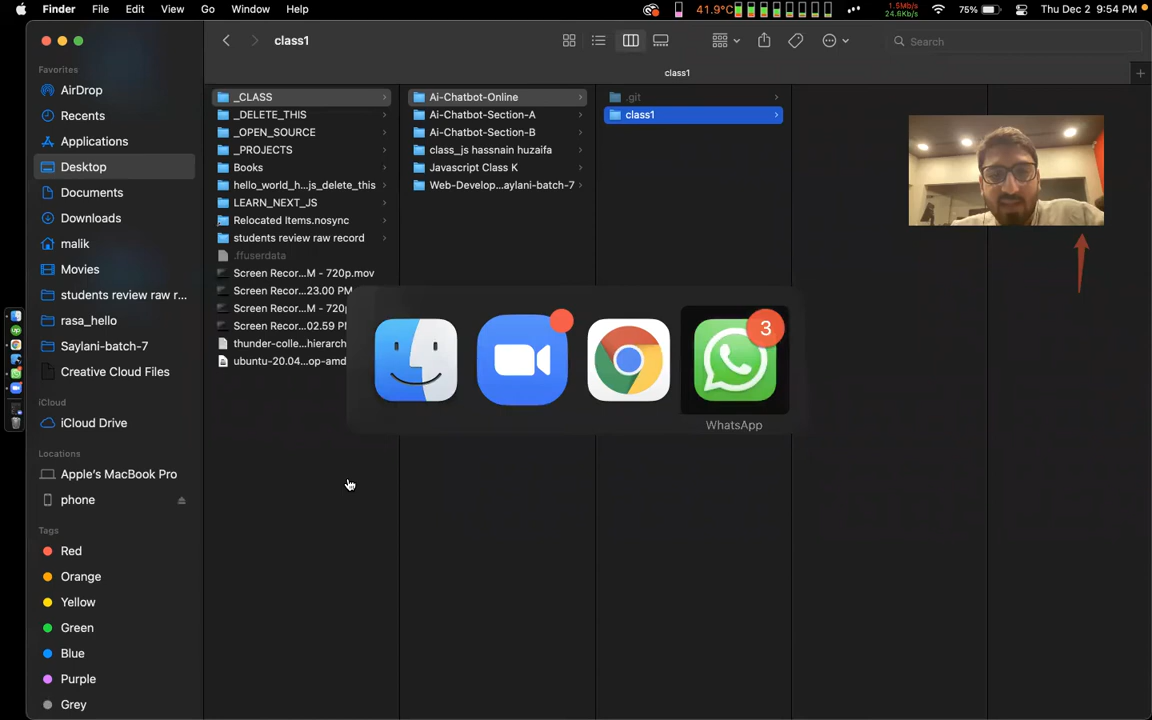 Finder File Edit View Go Window Help
41.9°C
1.5Mb/s
24.6Kb/s
75%
Thu Dec 2 9:54 PM
class1
Search
class1
Favorites
AirDrop
Recents
Applications
Desktop
Documents
Downloads
malik
Movies
students review raw r...
rasa_hello
Saylani-batch-7
Creative Cloud Files
iCloud
iCloud Drive
Locations
Apple's MacBook Pro
phone
Tags
Red
Orange
Yellow
Green
Blue
Purple
Grey
_CLASS
_DELETE_THIS
_OPEN_SOURCE
_PROJECTS
Books
hello_world_h...js_delete_this
LEARN_NEXT_JS
Relocated Items.nosync
students review raw record
.ffuserdata
Screen Recor...M - 720p.mov
Screen Recor...23.00 PM
Screen Recor...M - 720p
Screen Recor...02.59 PM
thunder-colle...hierarch
ubuntu-20.04...op-amd
Ai-Chatbot-Online
Ai-Chatbot-Section-A
Ai-Chatbot-Section-B
class_js hassnain huzaifa
Javascript Class K
Web-Develop...aylani-batch-7
.git
class1
3
WhatsApp